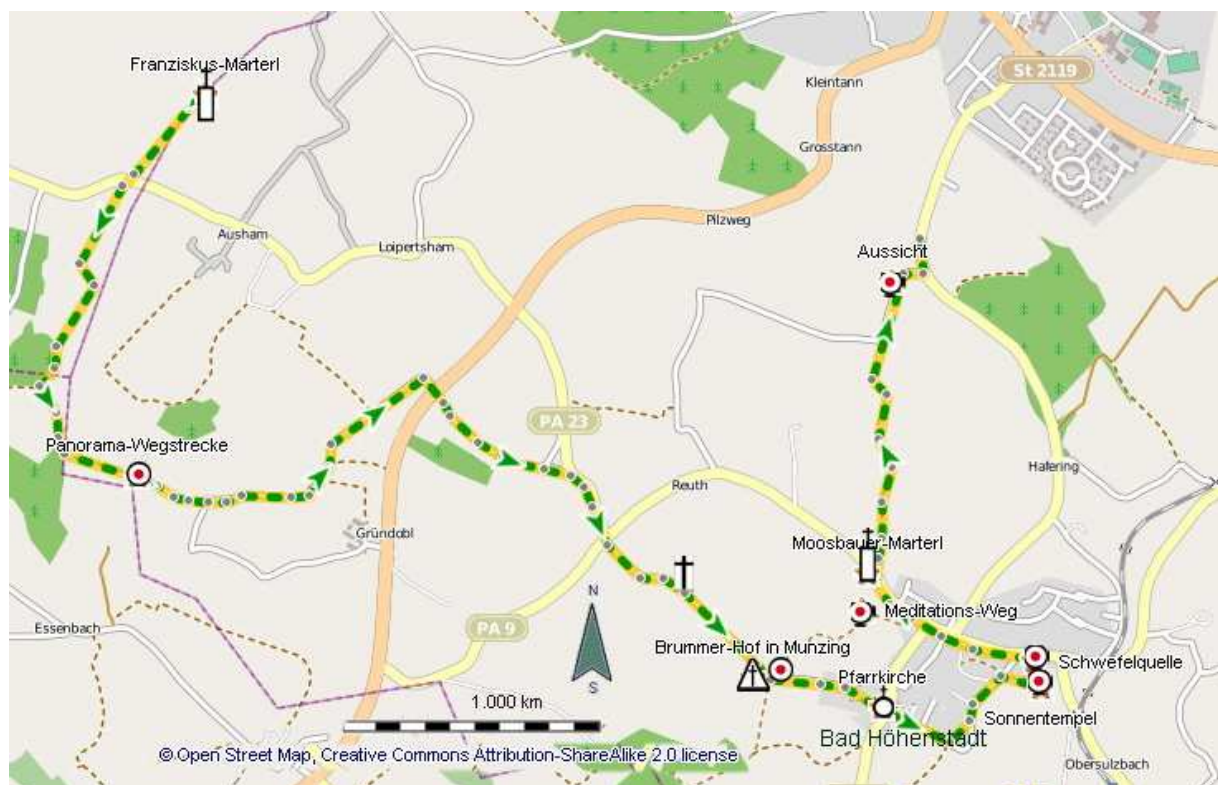 Franziskus-Marterl
St 2119
Kleintann
Grosstann
Pilzweg
Ausham
Loipertsham
Aussicht
PA 23
Panorama-Wegstrecke
Hafering
Reuth
Gründobl
Moosbauer-Marterl
N
Meditations-Weg
Essenbach
PA 9
Brummer-Hof in Munzing
Schwefelquelle
Pfarrkirche
S
1.000 km
Sonnentempel
Bad Höhenstadt
© Open Street Map, Creative Commons Attribution-ShareAlike 2.0 license
Obersulzbach